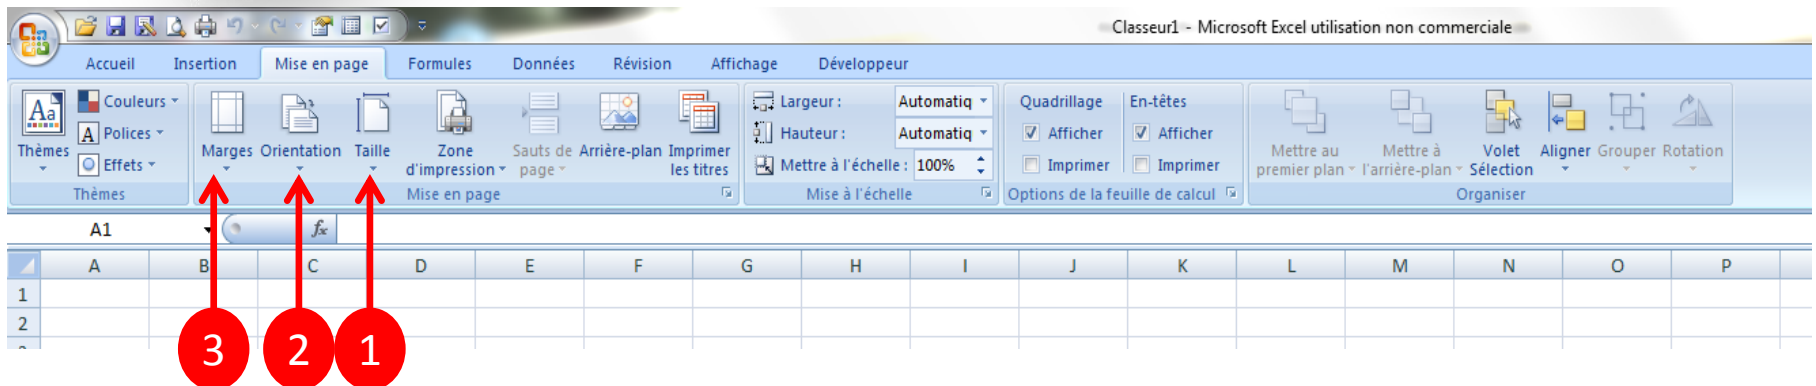 Classeur1 - Microsoft Excel utilisation non commerciale
Accueil Insertion Mise en page Formules Données Révision Affichage Développeur
Aa Couleurs Largeur : Automatiq Quadrillage En-têtes
A Polices Hauteur : Automatiq Afficher Afficher
Thèmes Effets Marges Orientation Taille Zone d'impression Sauts de page Arrière-plan Imprimer les titres Mettre à l'échelle : 100% Imprimer Imprimer Mettre au premier plan Mettre à l'arrière-plan Volet Sélection Aligner Grouper Rotation
Thèmes Mise en page Mise à l'échelle Options de la feuille de calcul Organiser
A1 fx
A B C D E F G H I J K L M N O P
1
2
3 2 1